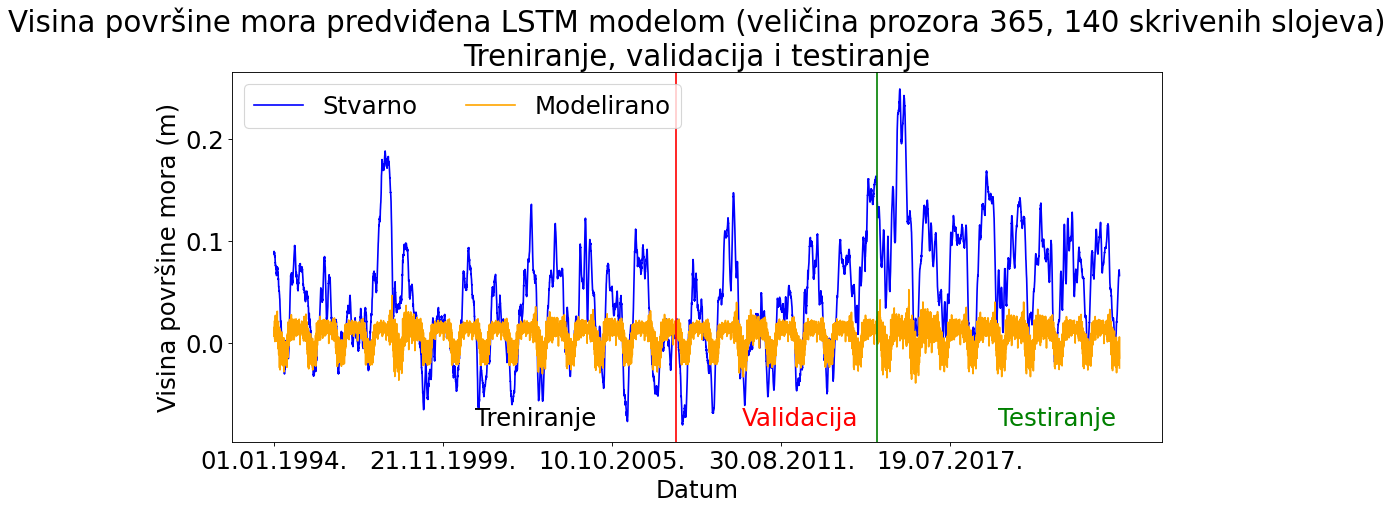 Visina površine mora predviđena LSTM modelom (veličina prozora 365, 140 skrivenih slojeva)
Treniranje, validacija i testiranje
Stvarno
Modelirano
Visina površine mora (m)
0.2
0.1
0.0
Treniranje
Validacija
Testiranje
01.01.1994.
21.11.1999.
10.10.2005.
30.08.2011.
19.07.2017.
Datum